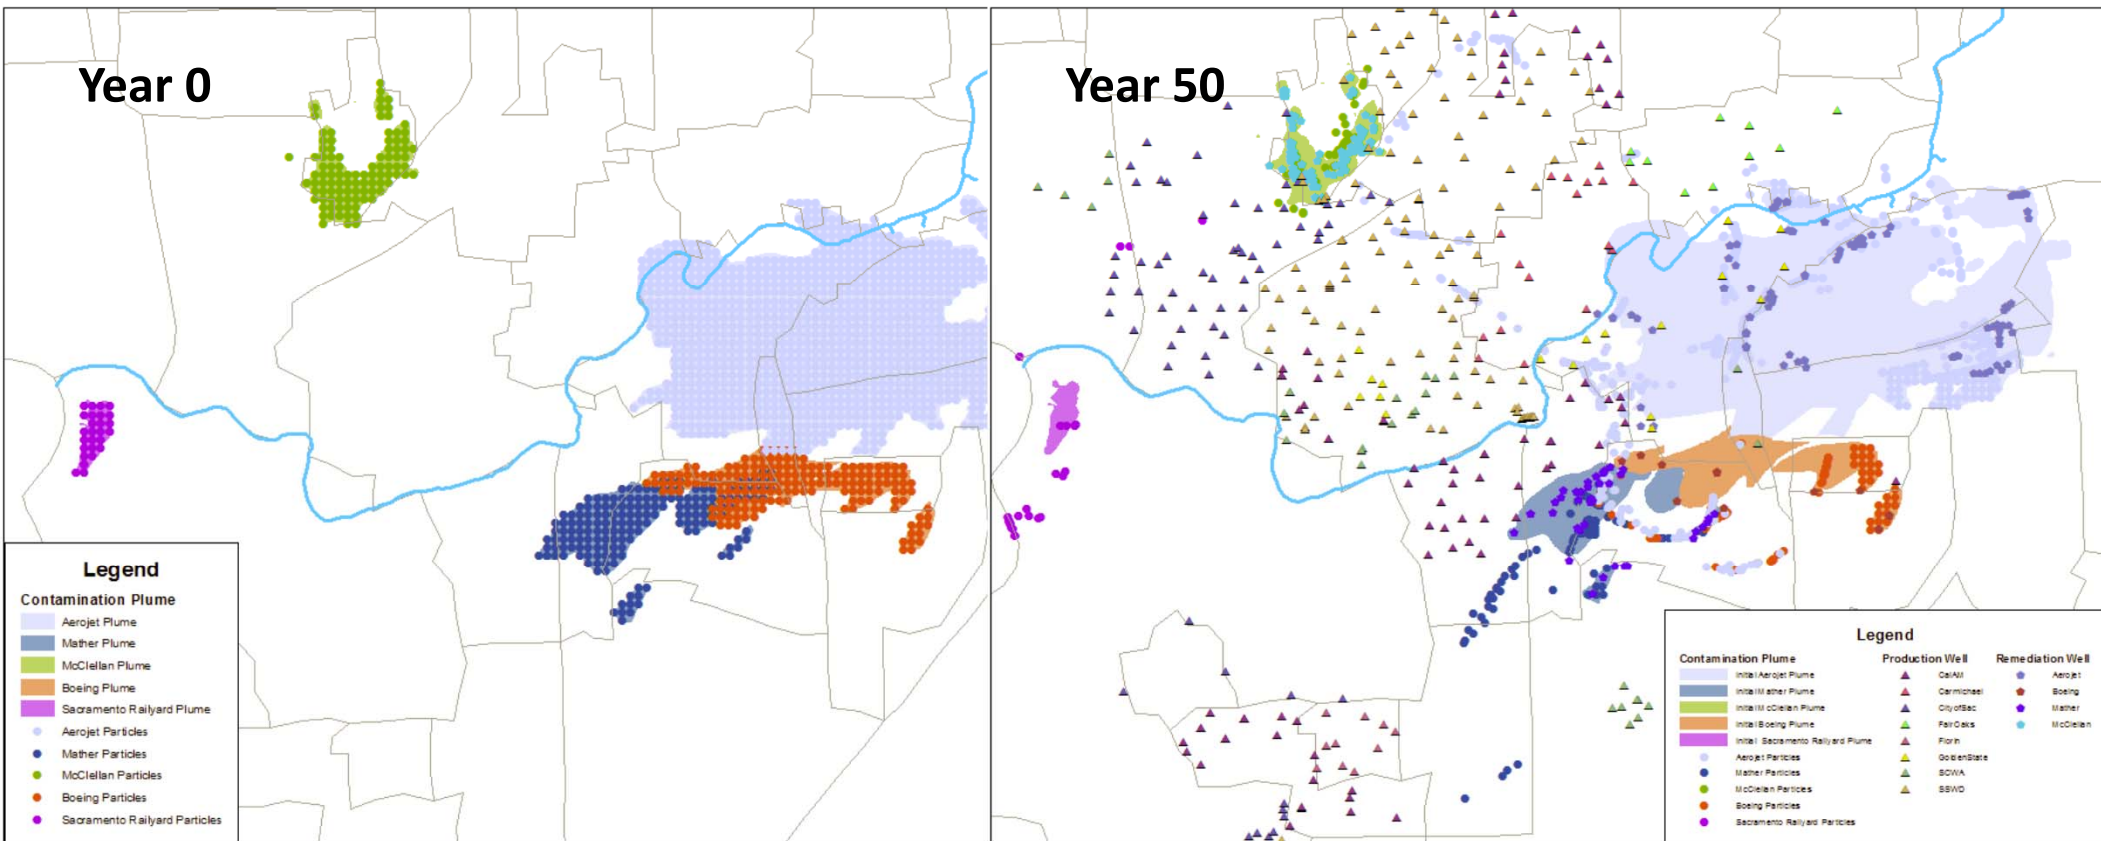 Year 0
Legend
Contamination Plume
Aerojet Plume
Mather Plume
McClellan Plume
Boeing Plume
Sacramento Railyard Plume
Aerojet Particles
Mather Particles
McClellan Particles
Boeing Particles
Sacramento Railyard Particles
Year 50
Legend
Contamination Plume
Initial Aerojet Plume
Initial Mather Plume
Initial McClellan Plume
Initial Boeing Plume
Initial Sacramento Railyard Plume
Aerojet Particles
Mather Particles
McClellan Particles
Boeing Particles
Sacramento Railyard Particles
Production Well
CalAM
Carmichael
CityofSac
FairOaks
Florin
GoldenState
SCWA
SSWD
Remediation Well
Aerojet
Boeing
Mather
McClellan